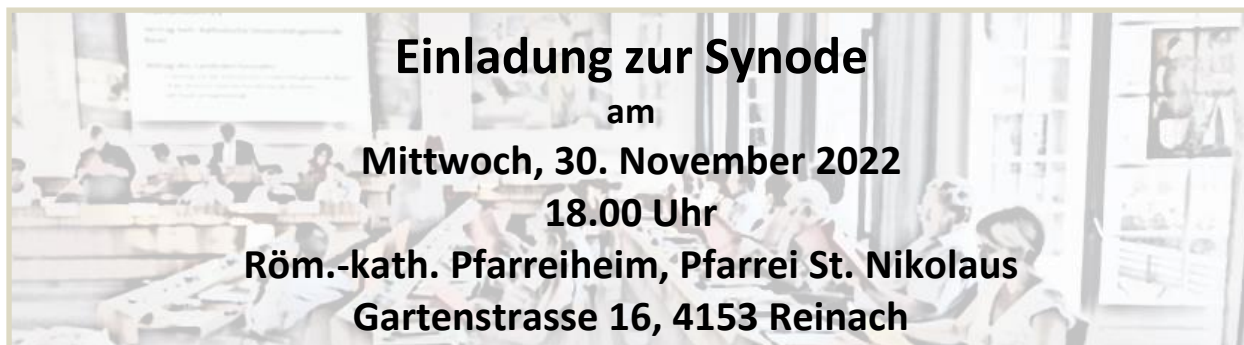 Einladung zur Synode
am
Mittwoch, 30. November 2022
18.00 Uhr
Röm.-kath. Pfarreiheim, Pfarrei St. Nikolaus
Gartenstrasse 16, 4153 Reinach